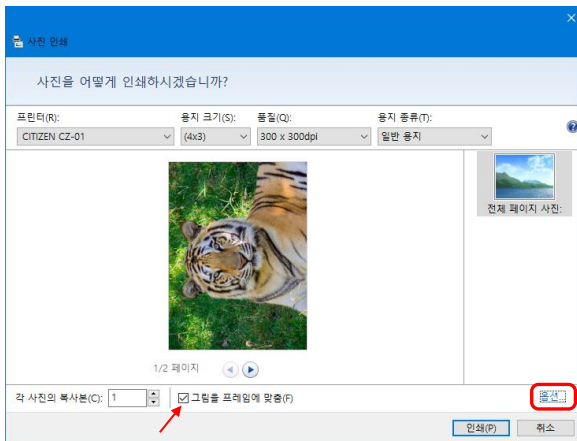 사진 인쇄
사진을 어떻게 인쇄하시겠습니까?
프린터(R): 용지 크기(S): 품질(Q): 용지 종류(T):
CITIZEN CZ-01 (4x3) 300 x 300dpi 일반 용지
전체 페이지 사진:
1/2 페이지
각 사진의 복사본(C): 1 그림을 프레임에 맞춤(F) 옵션...
인쇄(P) 취소